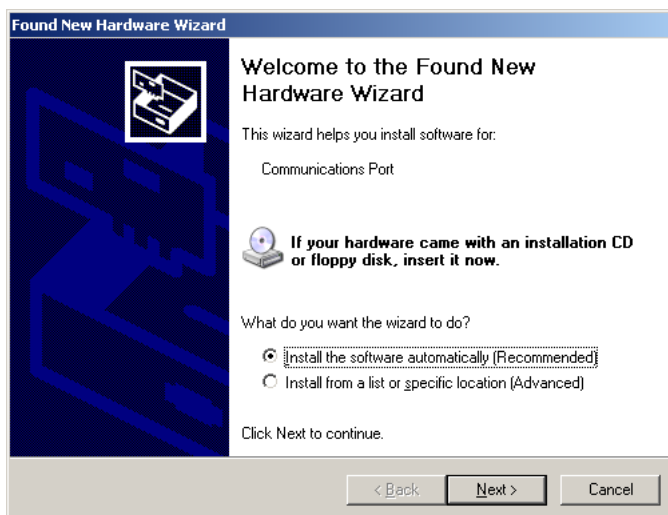 Found New Hardware Wizard
Welcome to the Found New
Hardware Wizard
This wizard helps you install software for:
Communications Port
If your hardware came with an installation CD
or floppy disk, insert it now.
What do you want the wizard to do?
Install the software automatically (Recommended)
Install from a list or specific location (Advanced)
Click Next to continue.
< Back
Next >
Cancel